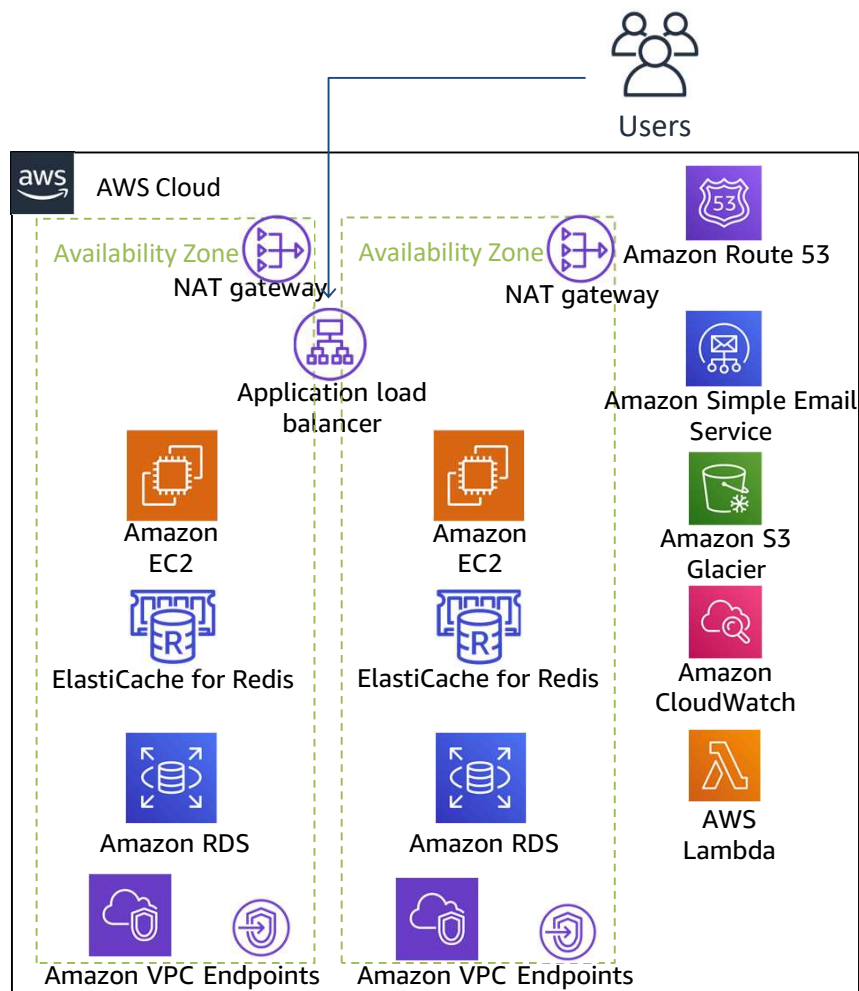 Users
aws
AWS Cloud
Availability Zone
NAT gateway
Availability Zone
NAT gateway
53
Amazon Route 53
Application load
balancer
Amazon Simple Email
Service
Amazon
EC2
Amazon
EC2
Amazon S3
Glacier
R
ElastiCache for Redis
R
ElastiCache for Redis
Amazon
CloudWatch
Amazon RDS
Amazon RDS
AWS
Lambda
Amazon VPC Endpoints
Amazon VPC Endpoints